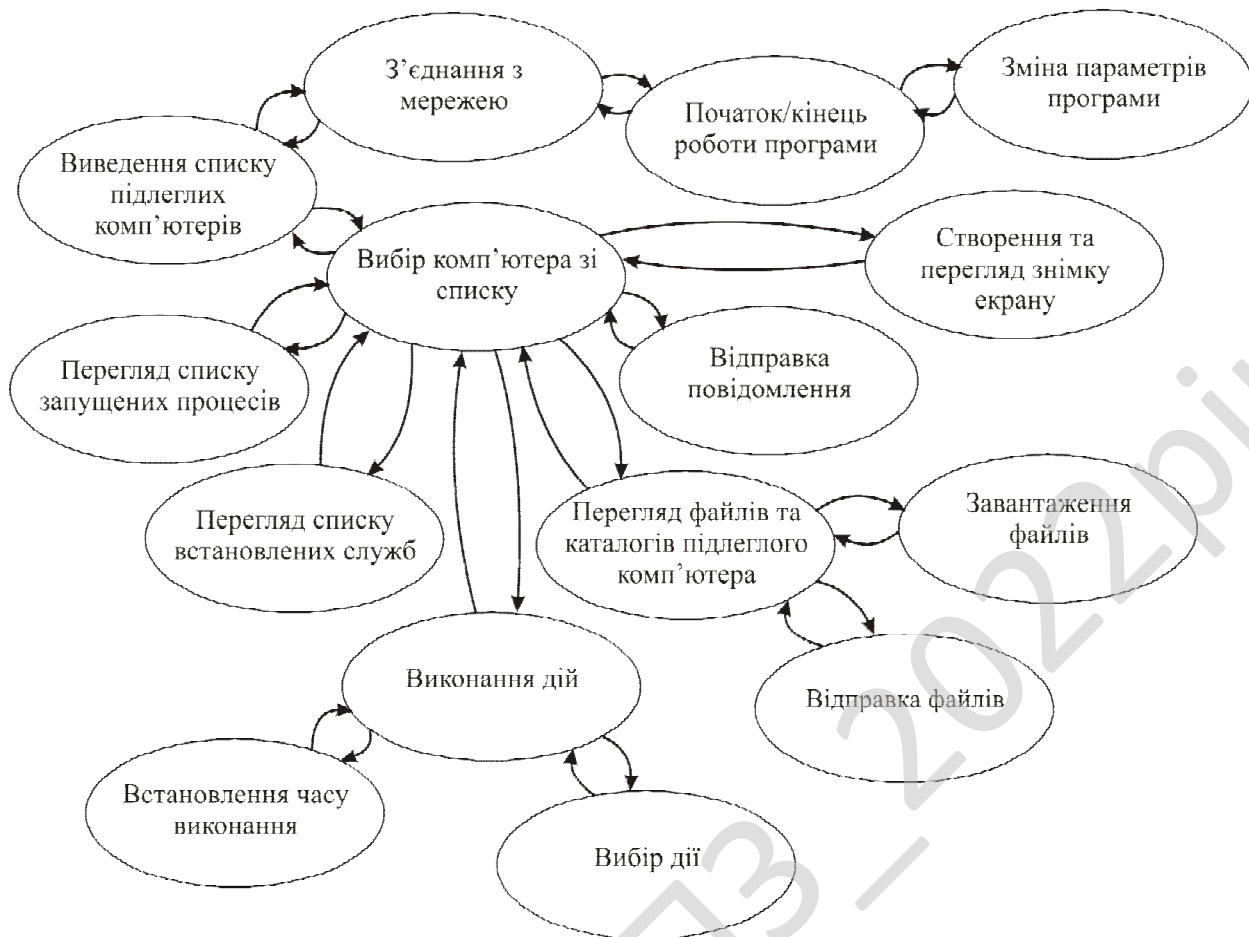 З’єднання з
мережею
Зміна параметрів
програми
Початок/кінець
роботи програми
Виведення списку
підлеглих
комп’ютерів
Вибір комп’ютера зі
списку
Створення та
перегляд знімку
екрану
Перегляд списку
запущених процесів
Відправка
повідомлення
Перегляд списку
встановлених служб
Перегляд файлів та
каталогів підлеглого
комп’ютера
Завантаження
файлів
Виконання дій
Відправка файлів
Встановлення часу
виконання
Вибір дії